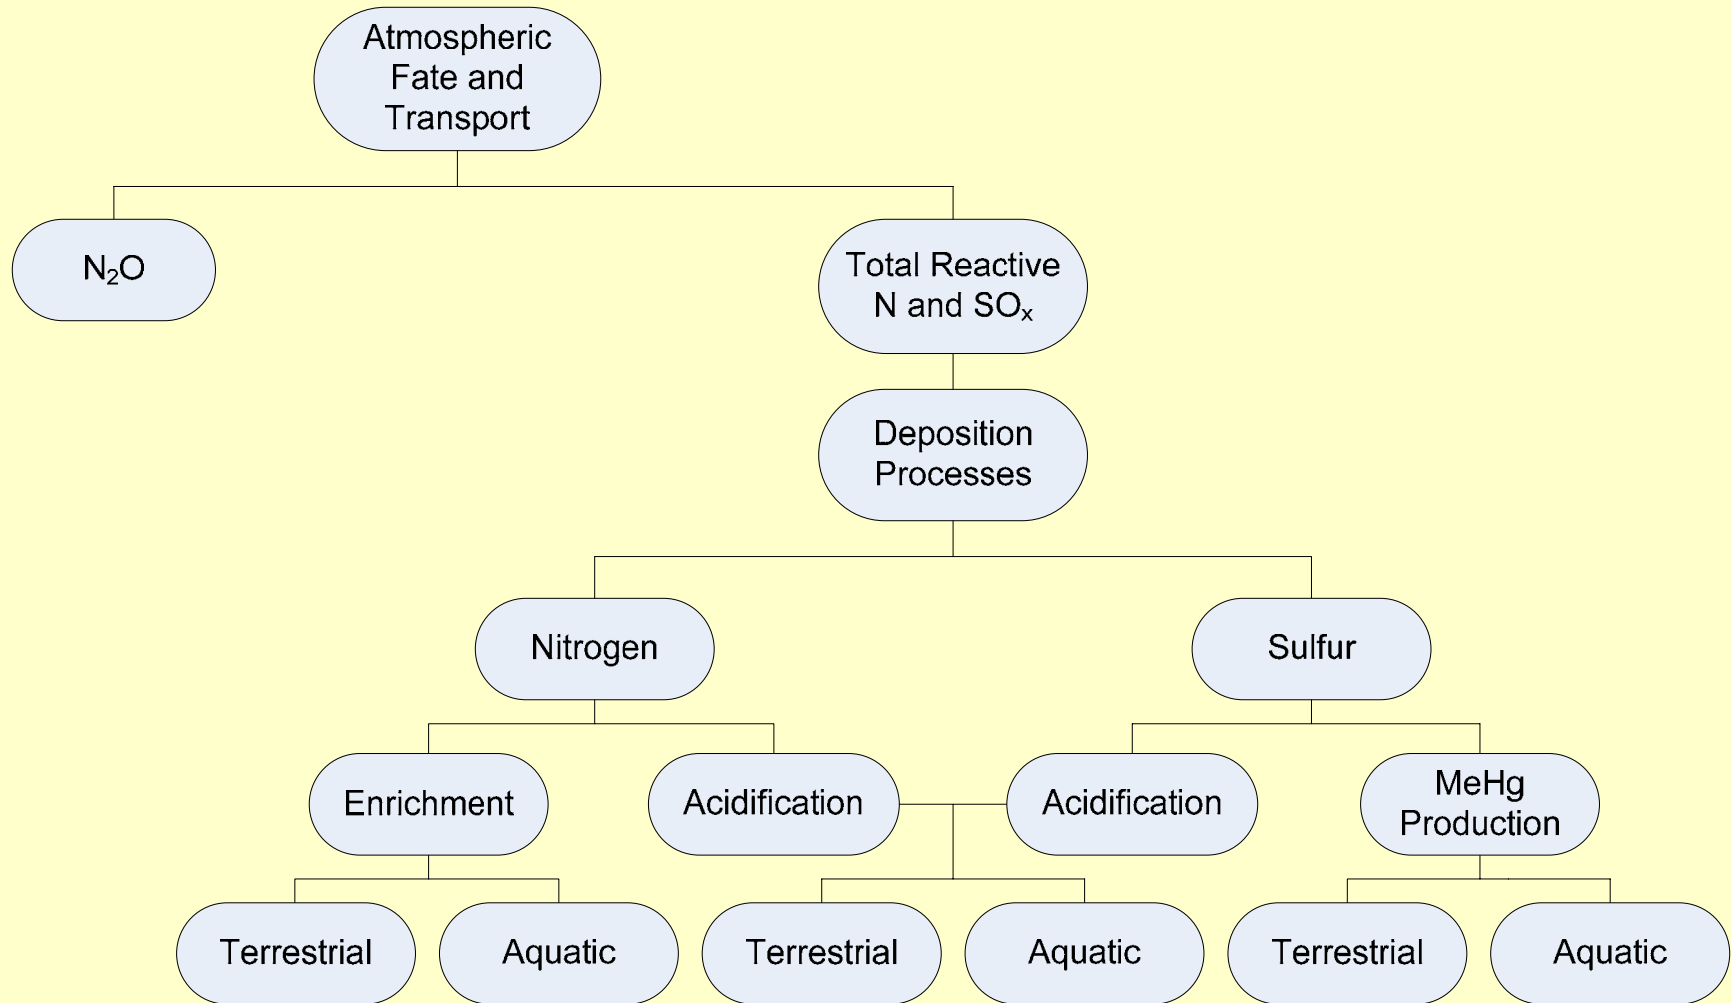 Atmospheric
Fate and
Transport
N₂O
Total Reactive
N and SOₓ
Deposition
Processes
Nitrogen
Sulfur
Enrichment
Acidification
Acidification
MeHg
Production
Terrestrial
Aquatic
Terrestrial
Aquatic
Terrestrial
Aquatic